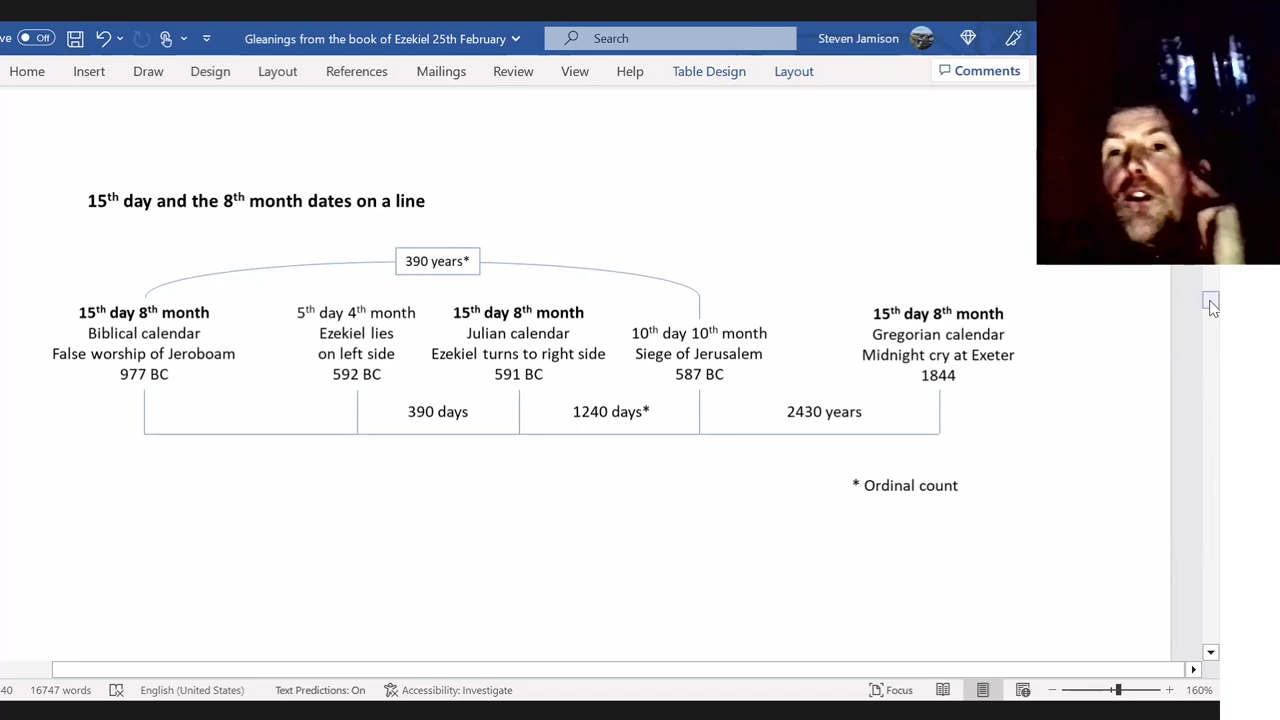 ve Off Gleanings from the book of Ezekiel 25th February Search Steven Jamison
Home Insert Draw Design Layout References Mailings Review View Help Table Design Layout Comments
15th day and the 8th month dates on a line
390 years*
15th day 8th month
Biblical calendar
False worship of Jeroboam
977 BC
5th day 4th month
Ezekiel lies
on left side
592 BC
15th day 8th month
Julian calendar
Ezekiel turns to right side
591 BC
10th day 10th month
Siege of Jerusalem
587 BC
15th day 8th month
Gregorian calendar
Midnight cry at Exeter
1844
390 days 1240 days* 2430 years
* Ordinal count
40 16747 words English (United States) Text Predictions: On Accessibility: Investigate Focus 160%